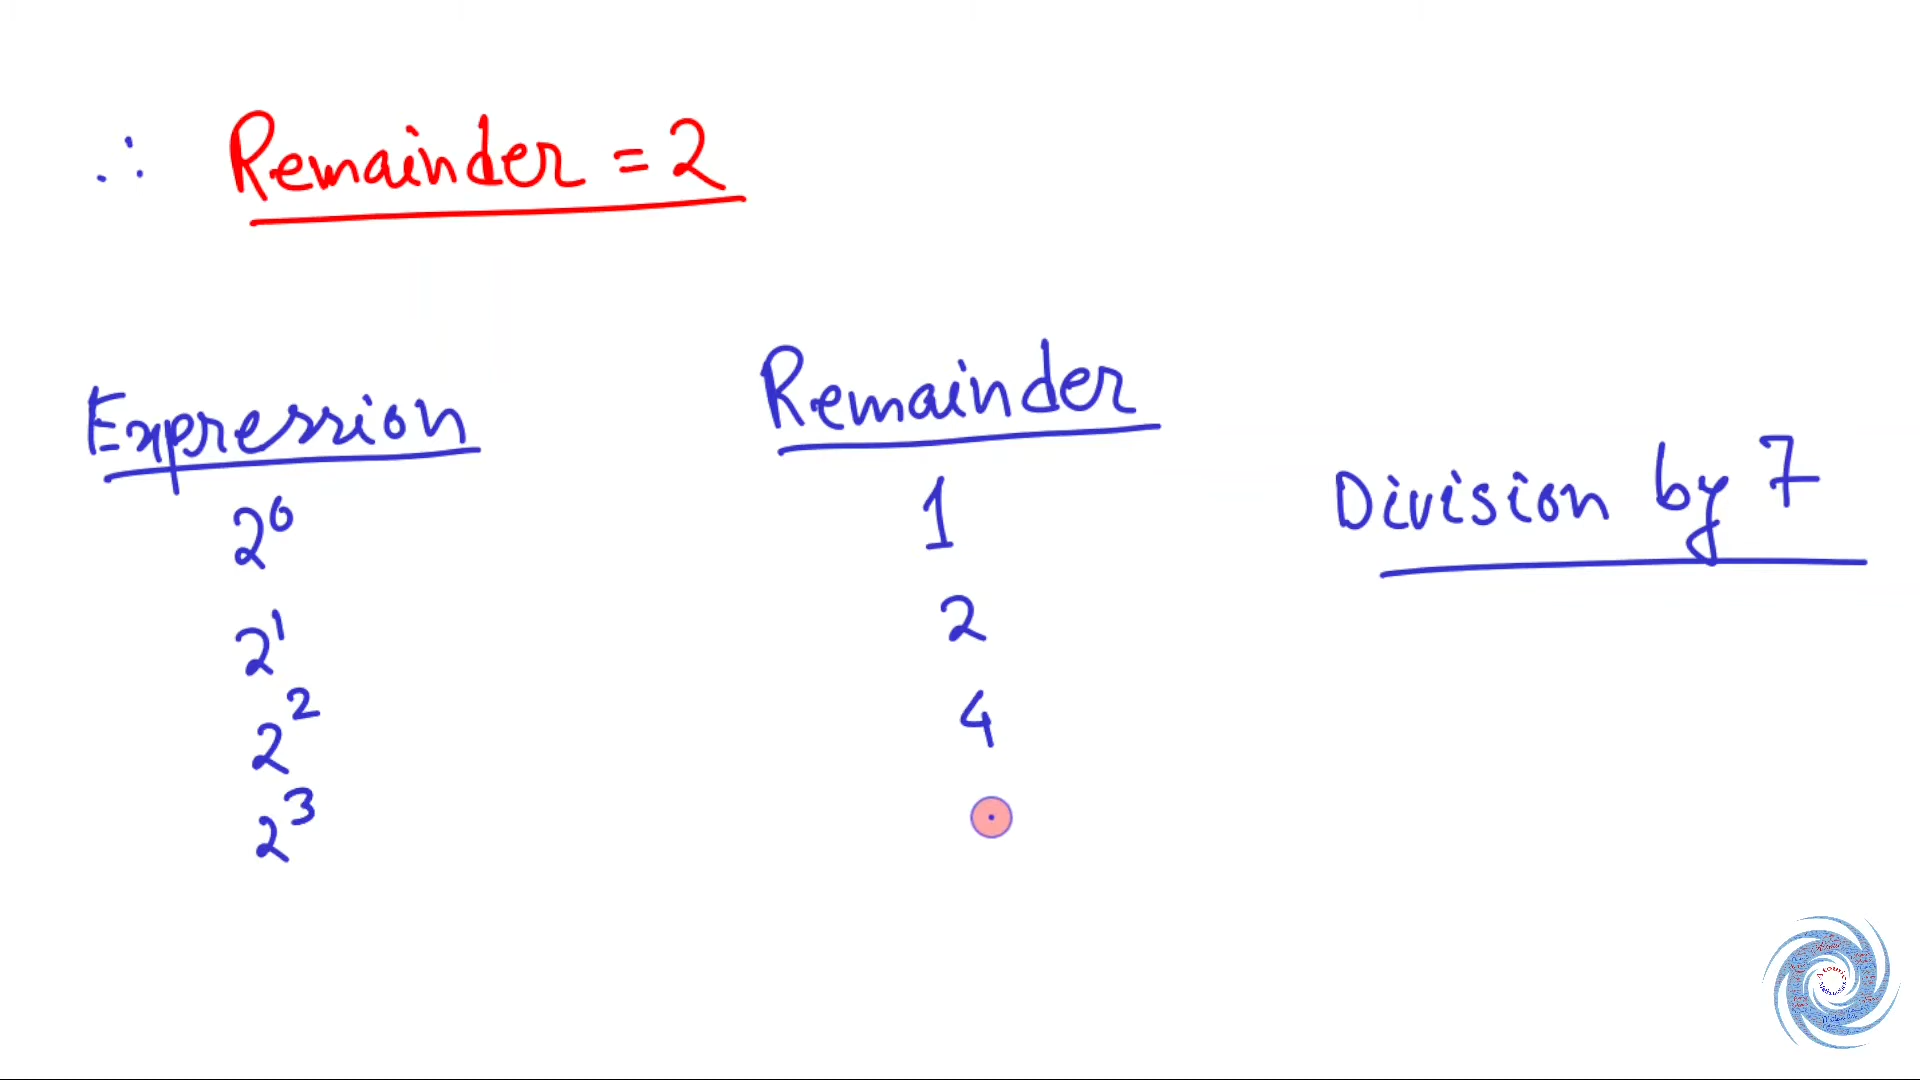 ∴ Remainder = 2
Expression Remainder
Division by 7
2⁰ 1
2¹ 2
2² 4
2³